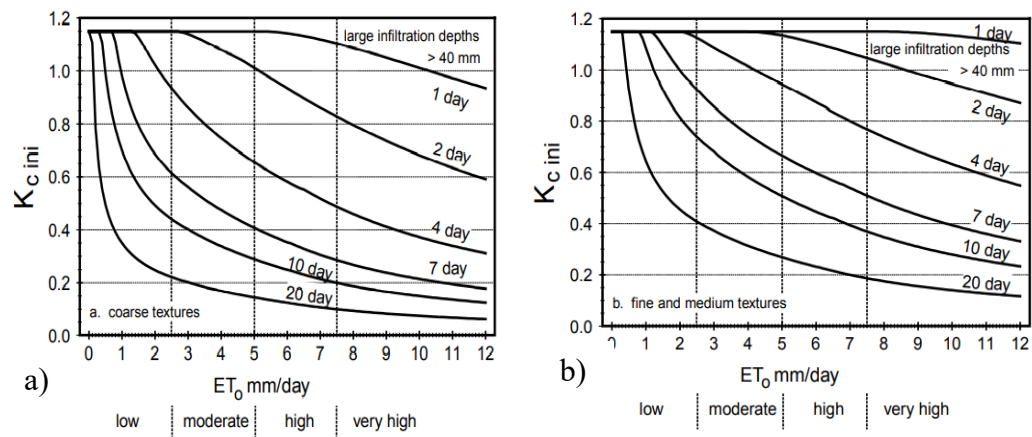 large infiltration depths
> 40 mm
1 day
2 day
4 day
7 day
10 day
20 day
a. coarse textures
K c ini
1.2
1.0
0.8
0.6
0.4
0.2
0.0
0 1 2 3 4 5 6 7 8 9 10 11 12
a)
ETo mm/day
low moderate high very high
1 day
large infiltration depths
> 40 mm
2 day
4 day
7 day
10 day
20 day
b. fine and medium textures
K c ini
1.2
1.0
0.8
0.6
0.4
0.2
0.0
1 2 3 4 5 6 7 8 9 10 11 12
b)
ETo mm/day
low moderate high very high